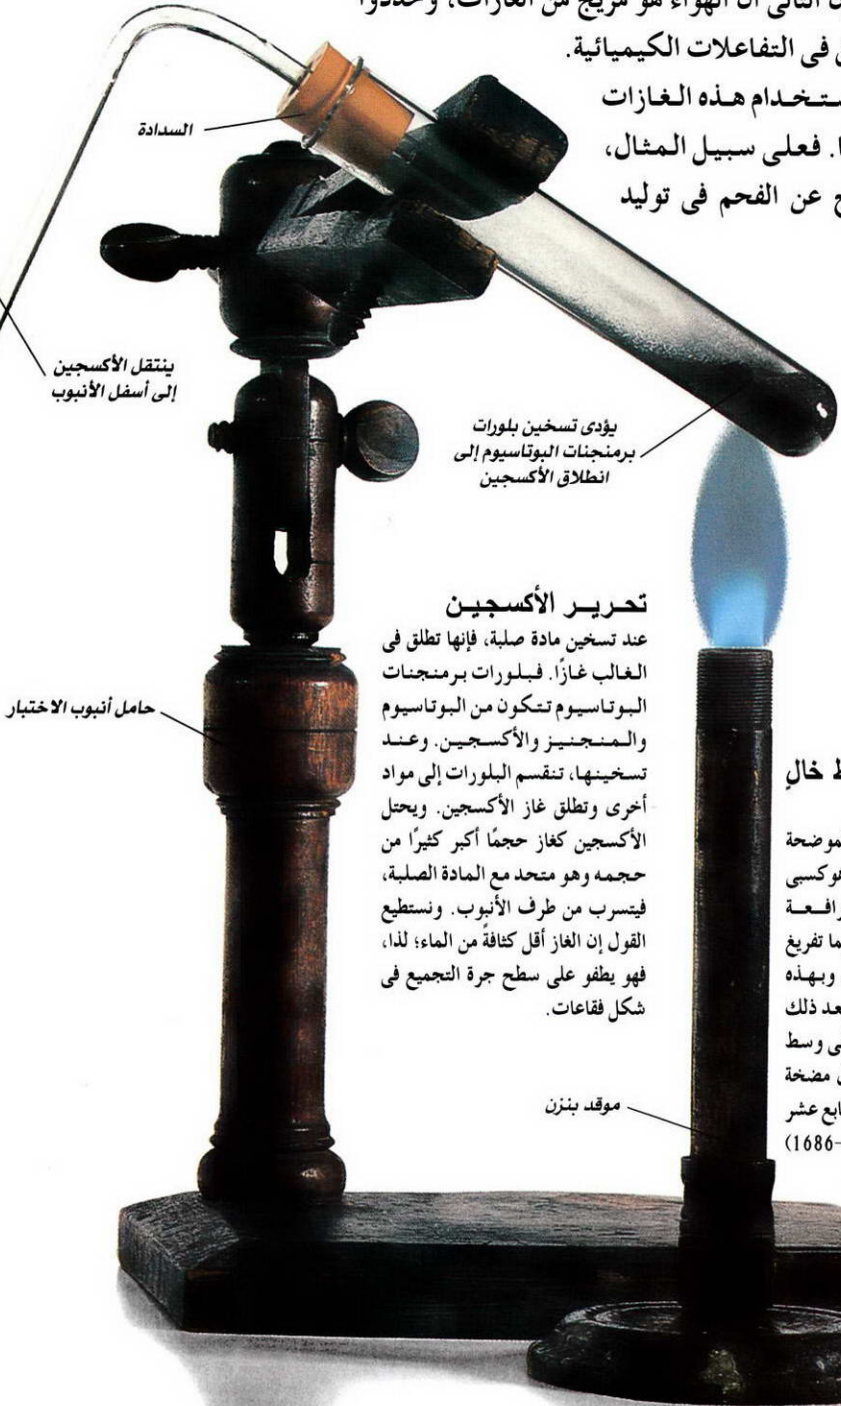 التالى أن الهواء هو مزيج من الغازات، وحددوا
فى التفاعلات الكيميائية.
ستخدام هذه الغازات
فعلى سبيل المثال،
عن الفحم فى توليد
السدادة
ينتقل الأكسجين
إلى أسفل الأنبوب
يؤدى تسخين بلورات
برمنجنات البوتاسيوم إلى
انطلاق الأكسجين
تحرير الأكسجين
عند تسخين مادة صلبة، فإنها تطلق فى
الغالب غازًا. فبلورات برمنجنات
البوتاسيوم تتكون من البوتاسيوم
والمنجنيز والأكسجين. وعند
تسخينها، تنقسم البلورات إلى مواد
أخرى وتطلق غاز الأكسجين. ويحتل
الأكسجين كغاز حجمًا أكبر كثيرًا من
حجمه وهو متحد مع المادة الصلبة،
فيتسرب من طرف الأنبوب. ونستطيع
القول إن الغاز أقل كثافةً من الماء؛ لذا،
فهو يطفو على سطح جرة التجميع فى
شكل فقاعات.
حامل أنبوب الاختبار
موقد بنزن
خالٍ
موضحة
هوكسبى
رافعة
تفريغ
وبهذه
عد ذلك
وسط
مضخة
ابع عشر
(1686-